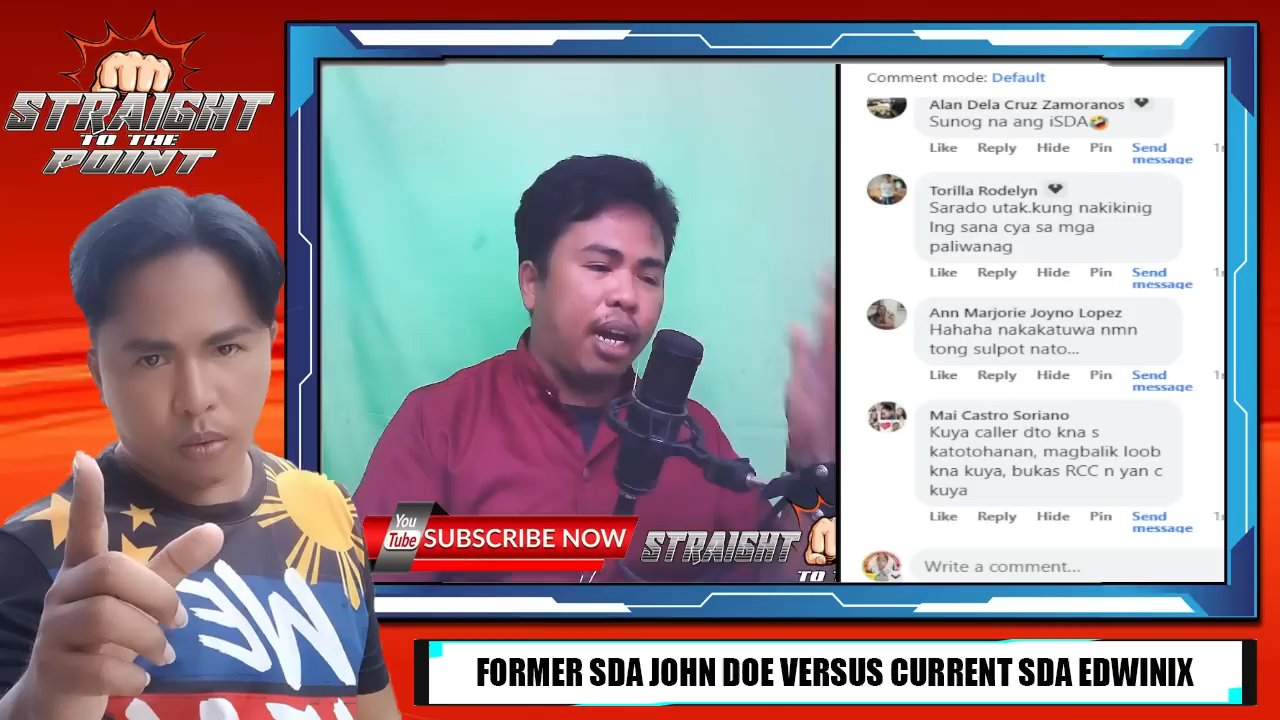 STRAIGHT
TO THE
POINT
Comment mode: Default
Alan Dela Cruz Zamoranos
Sunog na ang iSDA🤣
Like Reply Hide Pin Send message
Torilla Rodelyn
Sarado utak.kung nakikinig
Ing sana cya sa mga
paliwanag
Like Reply Hide Pin Send message
Ann Marjorie Joyno Lopez
Hahaha nakakatuwa nmn
tong sulpot nato...
Like Reply Hide Pin Send message
Mai Castro Soriano
Kuya caller dto kna s
katotohanan, magbalik loob
kna kuya, bukas RCC n yan c
kuya
Like Reply Hide Pin Send message
Write a comment...
You
Tube
SUBSCRIBE NOW
STRAIGHT
TO
ME
FORMER SDA JOHN DOE VERSUS CURRENT SDA EDWINIX